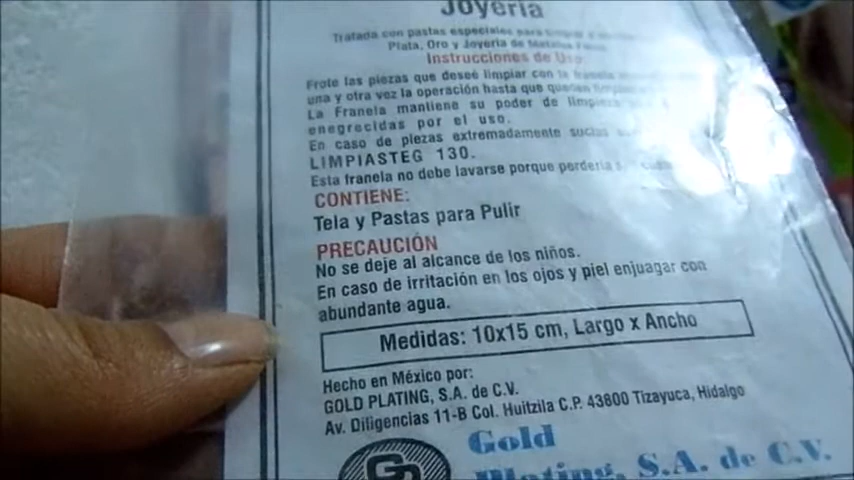 Joyería
Tratada con pastas especiales para limpiar
Plata, Oro y Joyería de
Instrucciones de Uso
Frote las piezas que deseé limpiar con la franela
una y otra vez la operación hasta que queden
La Franela mantiene su poder de limpieza
enegrecidas por el uso.
En caso de piezas extremadamente sucias
LIMPIASTEG 130.
Esta franela no debe lavarse porque perdería
CONTIENE:
Tela y Pastas para Pulir
PRECAUCIÓN
No se deje al alcance de los niños.
En caso de irritación en los ojos y piel enjuagar con
abundante agua.
Medidas: 10x15 cm, Largo x Ancho
Hecho en México por:
GOLD PLATING, S.A. DE C.V.
Av. Diligencias 11-B Col. Huitzila C.P. 43800 Tizayuca, Hidalgo
Gold
Plating, S.A. de C.V.
GP